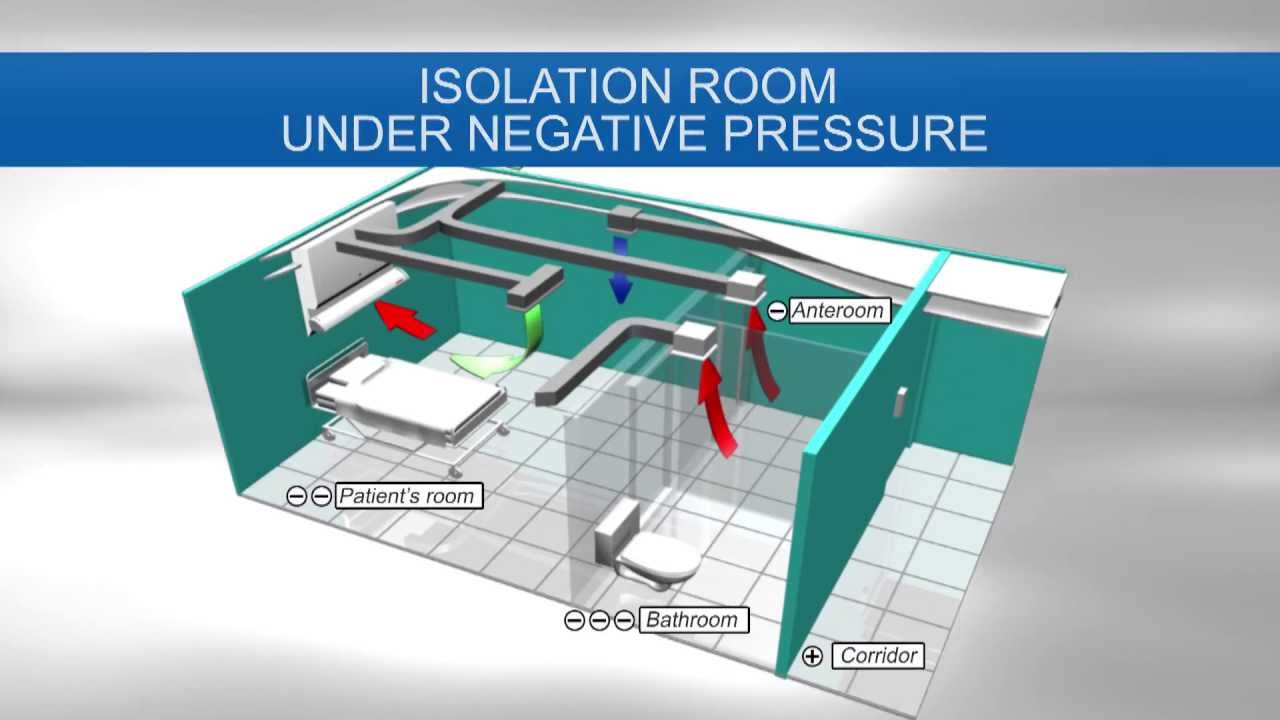 ISOLATION ROOM
UNDER NEGATIVE PRESSURE
⊖ Anteroom
⊖⊖ Patient's room
⊖⊖⊖ Bathroom
⊕ Corridor